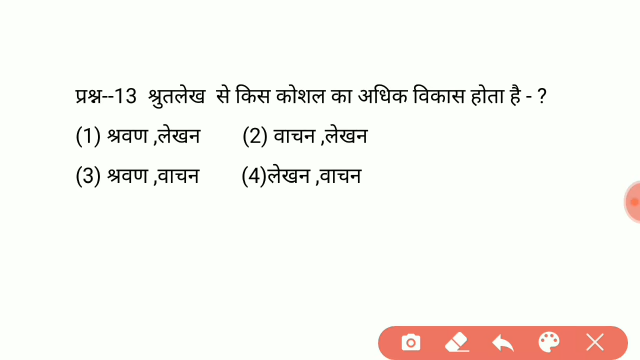 प्रश्न--13 श्रुतलेख से किस कोशल का अधिक विकास होता है - ?
(1) श्रवण ,लेखन (2) वाचन ,लेखन
(3) श्रवण ,वाचन (4)लेखन ,वाचन